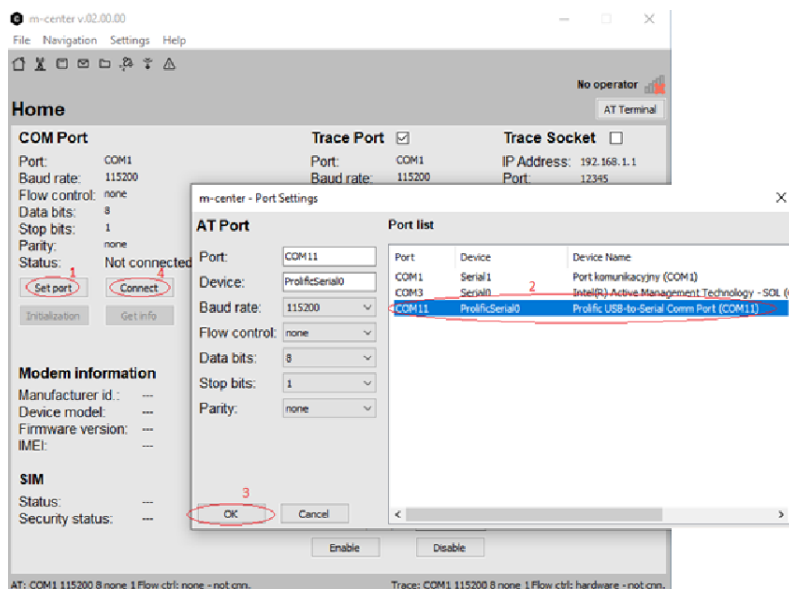 m-center v.02.00.00
File Navigation Settings Help
No operator
Home
AT Terminal
COM Port
Port: COM1
Baud rate: 115200
Flow control: none
Data bits: 8
Stop bits: 1
Parity: none
Status: Not connected
1
4
Set port
Connect
Initialization
Get info
Trace Port
Port: COM1
Baud rate: 115200
Trace Socket
IP Address: 192.168.1.1
Port: 12345
Modem information
Manufacturer id.: ---
Device model: ---
Firmware version: ---
IMEI: ---
SIM
Status: ---
Security status: ---
m-center - Port Settings
AT Port
Port: COM11
Device: ProlificSerial0
Baud rate: 115200
Flow control: none
Data bits: 8
Stop bits: 1
Parity: none
3
OK
Cancel
Port list
Port Device Device Name
COM1 Serial1 Port komunikacyjny (COM1)
COM3 Serial0 Intel(R) Active Management Technology - SOL (
2
COM11 ProlificSerial0 Prolific USB-to-Serial Comm Port (COM11)
Enable
Disable
AT: COM1 115200 8 none 1 Flow ctrl: none - not cnn.
Trace: COM1 115200 8 none 1 Flow ctrl: hardware - not cnn.